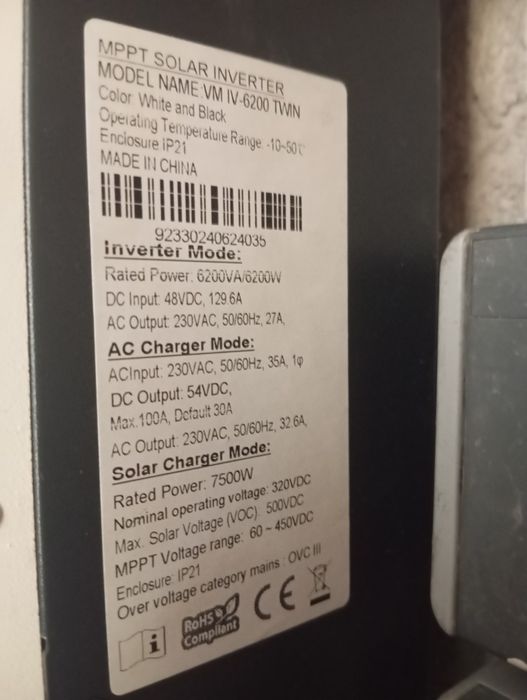 MPPT SOLAR INVERTER
MODEL NAME:VM IV-6200 TWIN
Color: White and Black
Operating Temperature Range: -10~50℃
Enclosure IP21
MADE IN CHINA
92330240624035
Inverter Mode:
Rated Power: 6200VA/6200W
DC Input: 48VDC, 129.6A
AC Output: 230VAC, 50/60Hz, 27A,
AC Charger Mode:
ACInput: 230VAC, 50/60Hz, 35A, 1φ
DC Output: 54VDC,
Max.100A, Default 30A
AC Output: 230VAC, 50/60Hz, 32.6A,
Solar Charger Mode:
Rated Power: 7500W
Nominal operating voltage: 320VDC
Max. Solar Voltage (VOC): 500VDC
MPPT Voltage range: 60 ~ 450VDC
Enclosure: IP21
Over voltage category mains : OVC III
i
RoHS
Compliant
CE